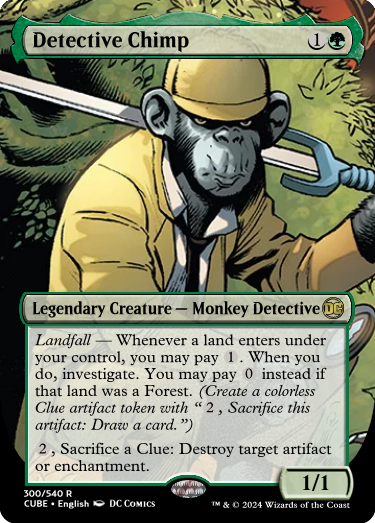 Detective Chimp 1
Legendary Creature — Monkey Detective DC
Landfall — Whenever a land enters under
your control, you may pay 1 . When you
do, investigate. You may pay 0 instead if
that land was a Forest. (Create a colorless
Clue artifact token with “ 2 , Sacrifice this
artifact: Draw a card.”)
2 , Sacrifice a Clue: Destroy target artifact
or enchantment.
1/1
300/540 R
CUBE • English DC COMICS
™ & © 2024 Wizards of the Coast